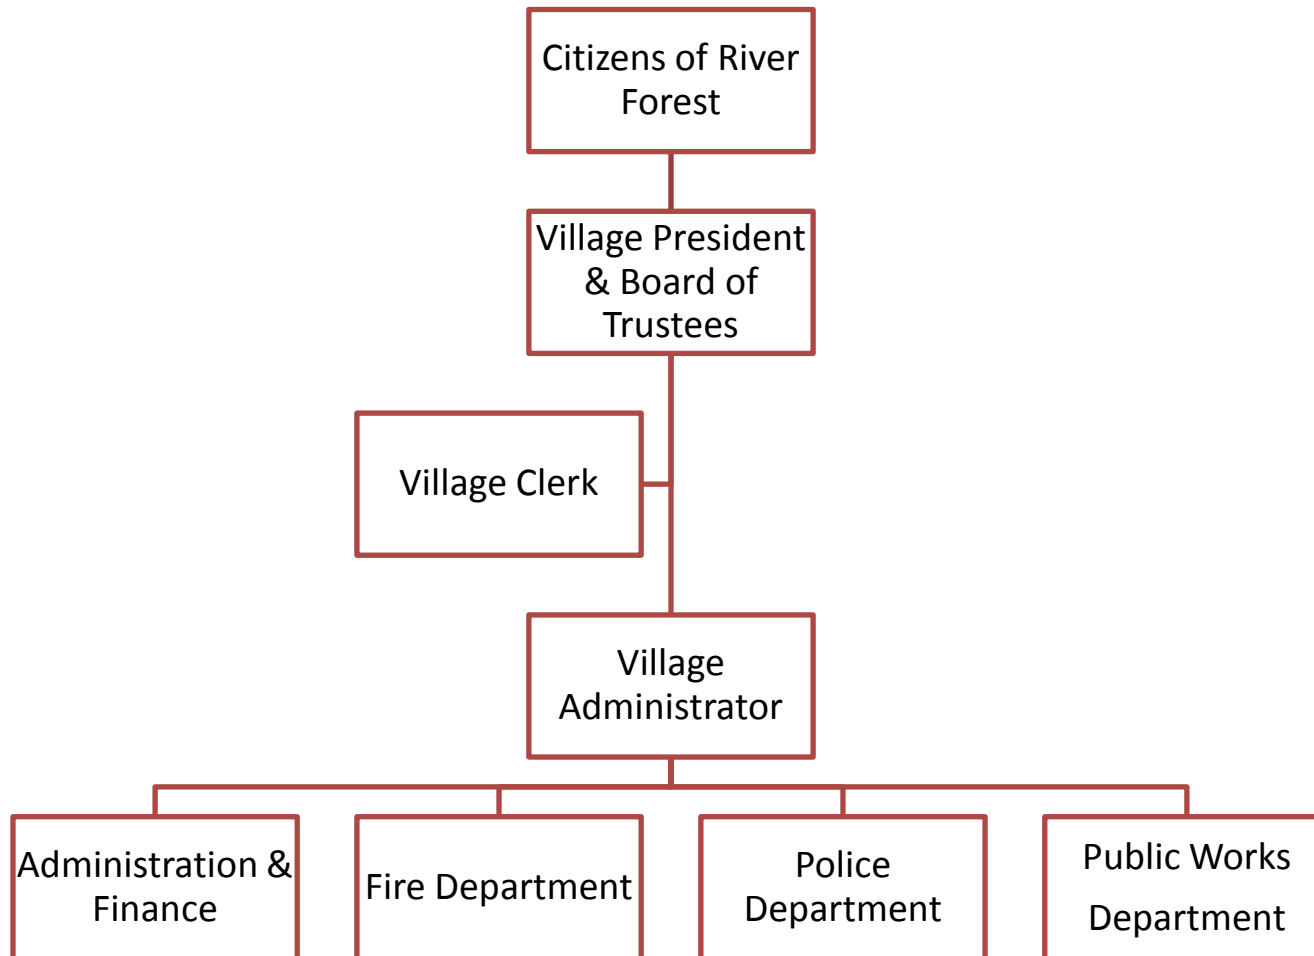 Citizens of River
Forest
Village President
& Board of
Trustees
Village Clerk
Village
Administrator
Administration &
Finance
Fire Department
Police
Department
Public Works
Department